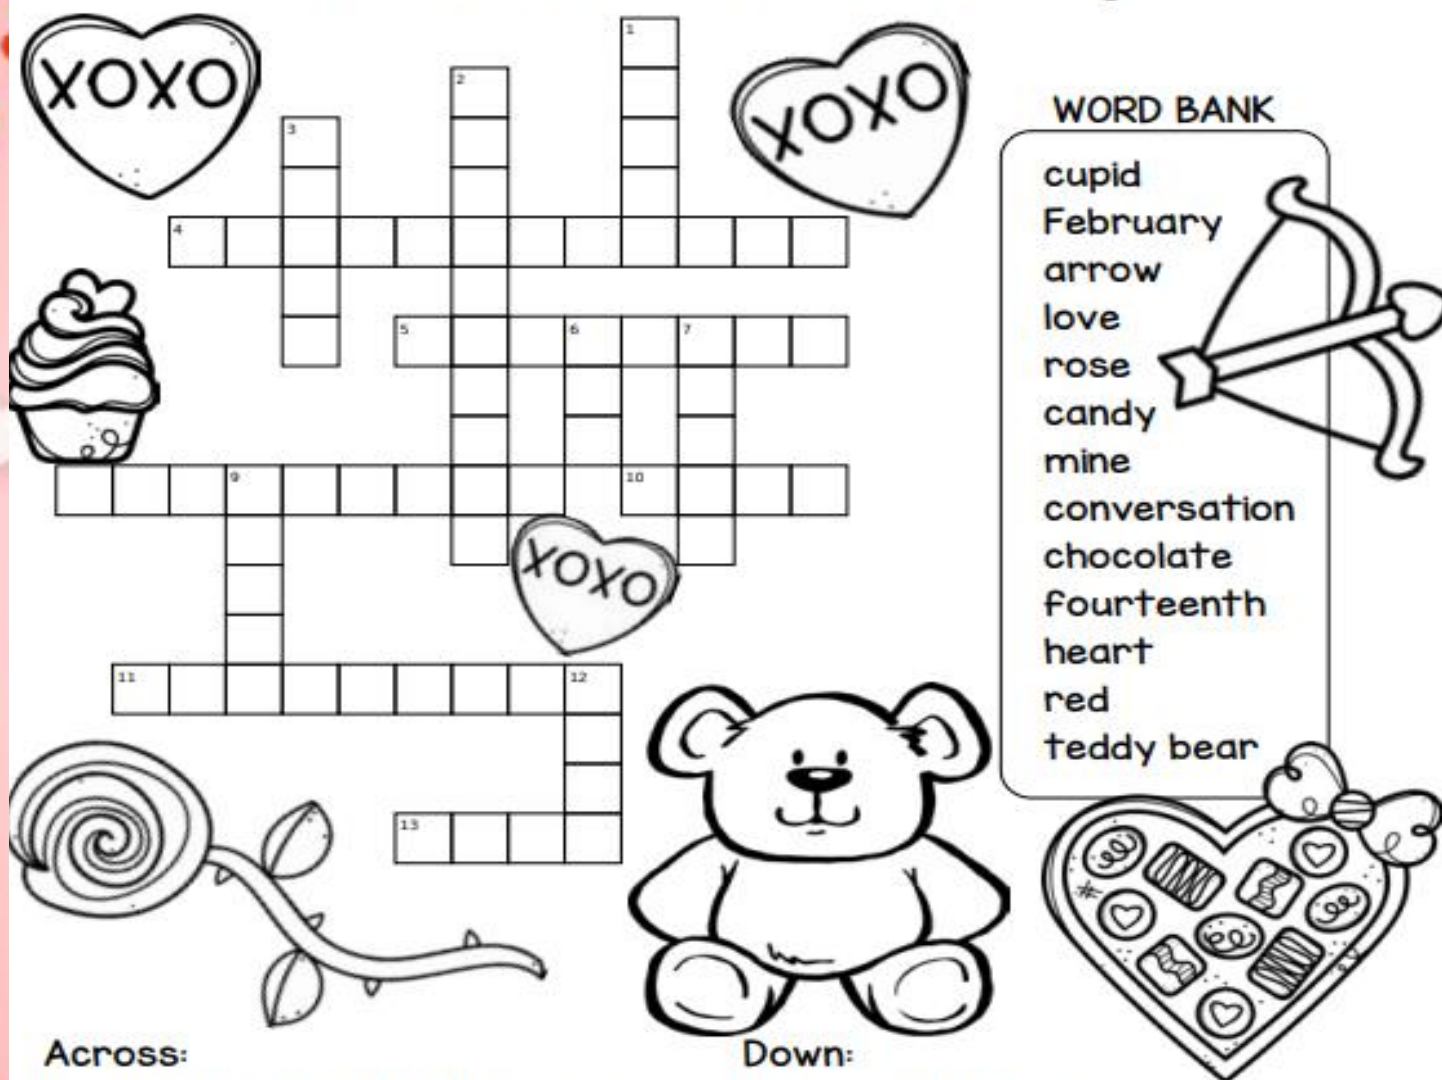 XOXO
XOXO
1
2
3
4
5
6
7
9
10
XOXO
11
12
13
WORD BANK
cupid
February
arrow
love
rose
candy
mine
conversation
chocolate
fourteenth
heart
red
teddy bear
Across:
Down: